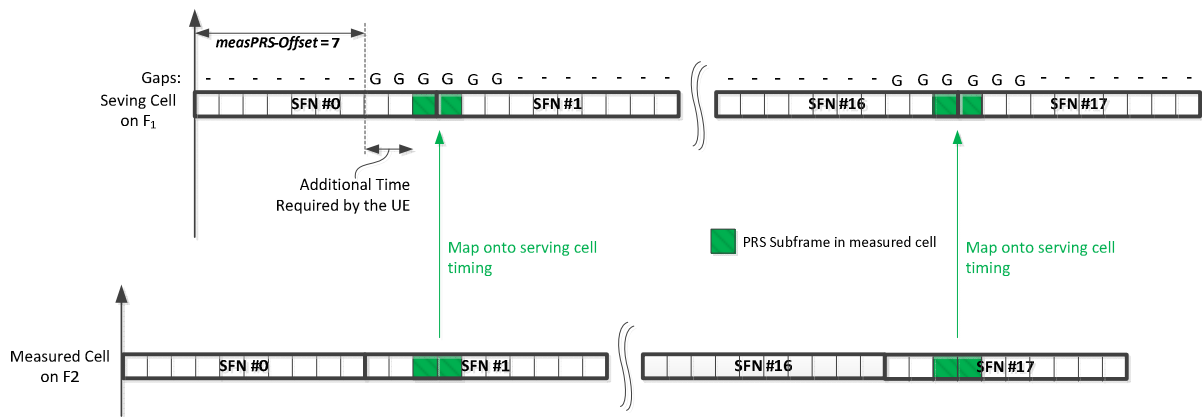 measPRS-Offset = 7
Gaps: - - - - - - - G G G G G G - - - - - - - - - - - - - - G G G G G G - - - - - - -
Seving Cell
on F1
SFN #0 SFN #1 SFN #16 SFN #17
Additional Time
Required by the UE
Map onto serving cell
timing
PRS Subframe in measured cell
Map onto serving cell
timing
Measured Cell
on F2
SFN #0 SFN #1 SFN #16 SFN #17